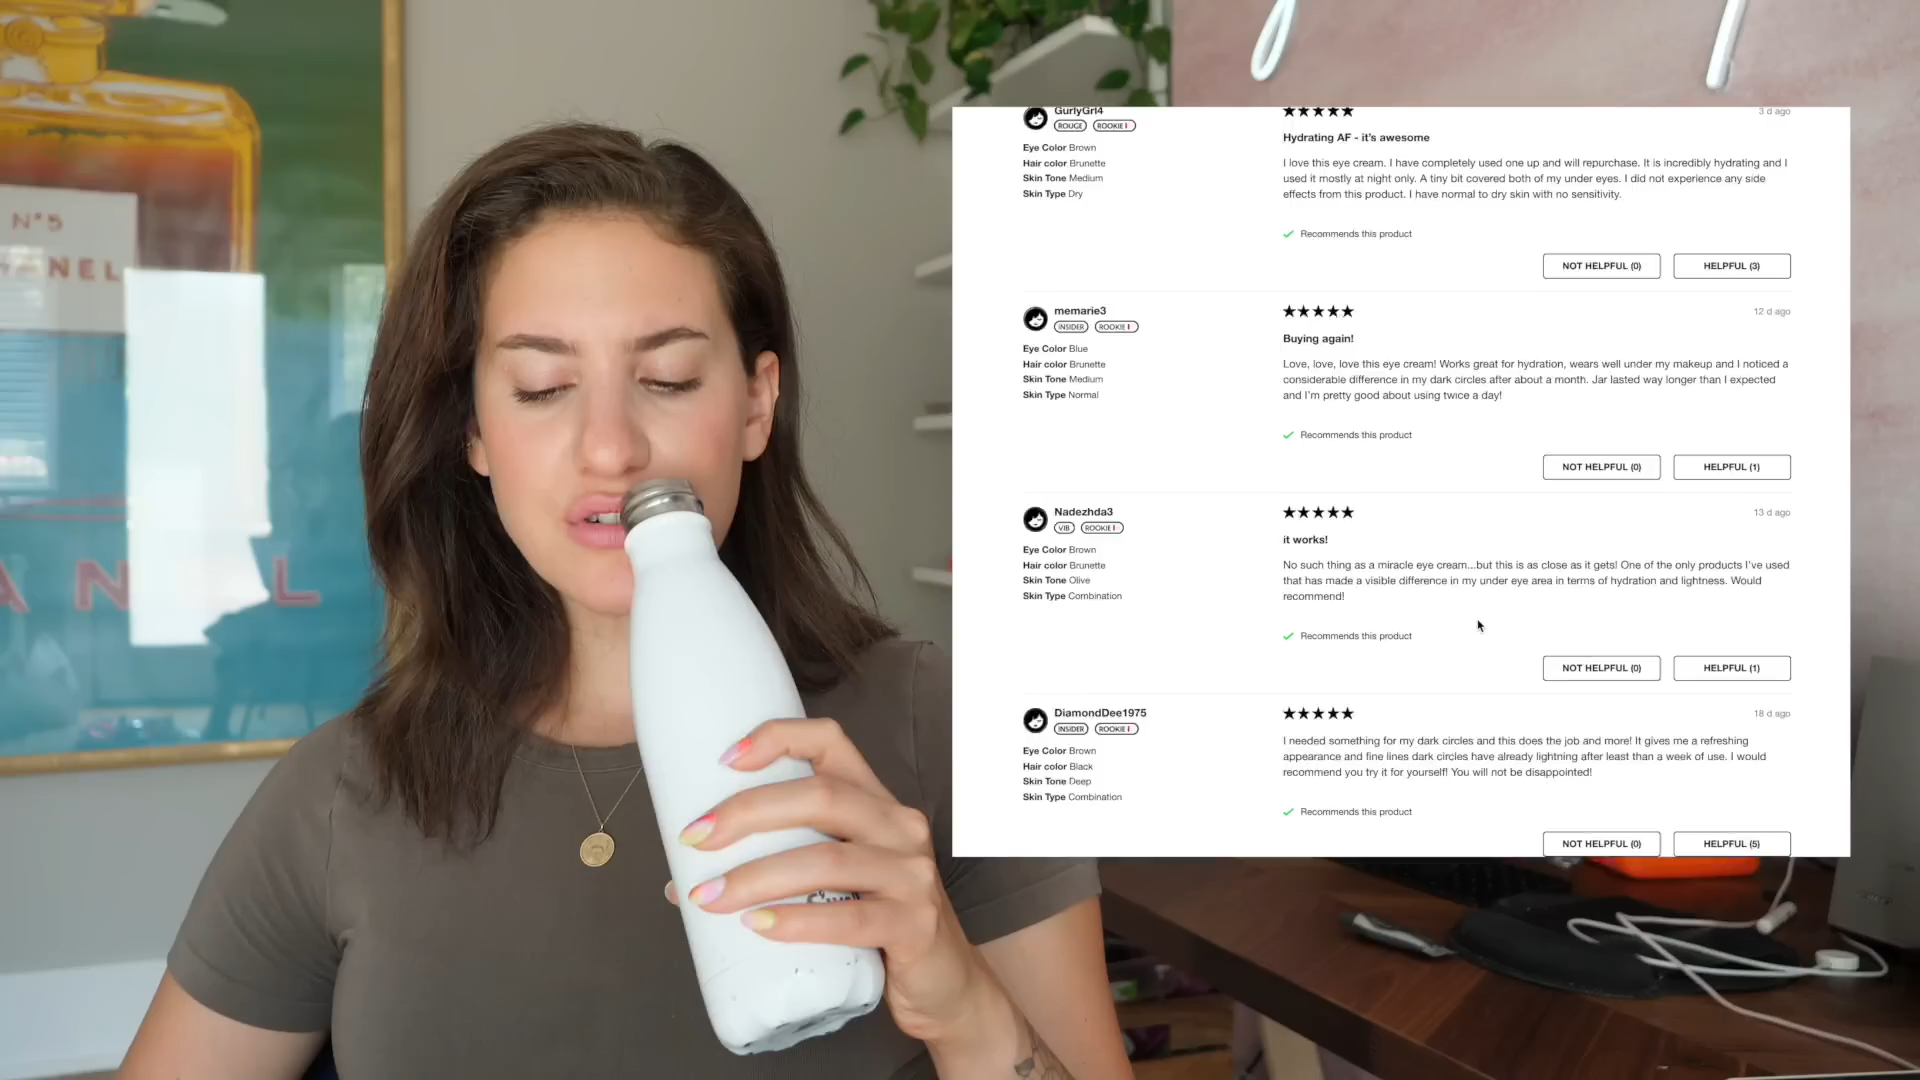 N°5
CHANEL
A N L
S'well
GurlyGrl4
ROUGE ROOKIE
Eye Color Brown
Hair color Brunette
Skin Tone Medium
Skin Type Dry
★★★★★
3 d ago
Hydrating AF - it's awesome
I love this eye cream. I have completely used one up and will repurchase. It is incredibly hydrating and I
used it mostly at night only. A tiny bit covered both of my under eyes. I did not experience any side
effects from this product. I have normal to dry skin with no sensitivity.
Recommends this product
NOT HELPFUL (0) HELPFUL (3)
memarie3
INSIDER ROOKIE
Eye Color Blue
Hair color Brunette
Skin Tone Medium
Skin Type Normal
★★★★★
12 d ago
Buying again!
Love, love, love this eye cream! Works great for hydration, wears well under my makeup and I noticed a
considerable difference in my dark circles after about a month. Jar lasted way longer than I expected
and I'm pretty good about using twice a day!
Recommends this product
NOT HELPFUL (0) HELPFUL (1)
Nadezhda3
VIB ROOKIE
Eye Color Brown
Hair color Brunette
Skin Tone Olive
Skin Type Combination
★★★★★
13 d ago
it works!
No such thing as a miracle eye cream...but this is as close as it gets! One of the only products I've used
that has made a visible difference in my under eye area in terms of hydration and lightness. Would
recommend!
Recommends this product
NOT HELPFUL (0) HELPFUL (1)
DiamondDee1975
INSIDER ROOKIE
Eye Color Brown
Hair color Black
Skin Tone Deep
Skin Type Combination
★★★★★
18 d ago
I needed something for my dark circles and this does the job and more! It gives me a refreshing
appearance and fine lines dark circles have already lightning after least than a week of use. I would
recommend you try it for yourself! You will not be disappointed!
Recommends this product
NOT HELPFUL (0) HELPFUL (5)